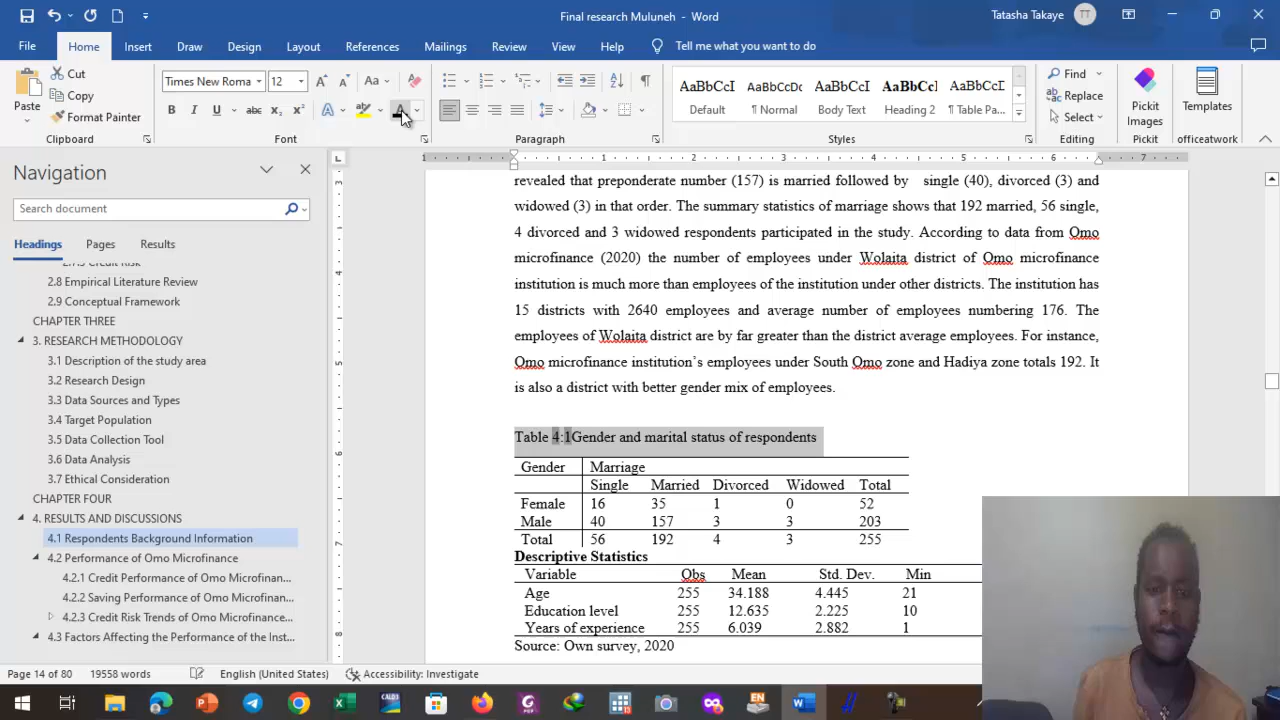 Final research Muluneh - Word
Tatasha Takaye TT
File Home Insert Draw Design Layout References Mailings Review View Help Tell me what you want to do
Paste
Cut
Copy
Format Painter
Clipboard
Times New Roma 12
Font
Paragraph
AaBbCcI AaBbCcDc AaBbCcI AaBbCcI AaBbCcI
Default ¶ Normal Body Text Heading 2 ¶ Table Pa...
Styles
Find
Replace
Select
Editing
Pickit
Images
Pickit
Templates
officeatwork
Navigation
Search document
Headings Pages Results
2.8 Empirical Literature Review
2.9 Conceptual Framework
CHAPTER THREE
3. RESEARCH METHODOLOGY
3.1 Description of the study area
3.2 Research Design
3.3 Data Sources and Types
3.4 Target Population
3.5 Data Collection Tool
3.6 Data Analysis
3.7 Ethical Consideration
CHAPTER FOUR
4. RESULTS AND DISCUSSIONS
4.1 Respondents Background Information
4.2 Performance of Omo Microfinance
4.2.1 Credit Performance of Omo Microfinan...
4.2.2 Saving Performance of Omo Microfinan...
4.2.3 Credit Risk Trends of Omo Microfinance...
4.3 Factors Affecting the Performance of the Inst...
revealed that preponderate number (157) is married followed by single (40), divorced (3) and
widowed (3) in that order. The summary statistics of marriage shows that 192 married, 56 single,
4 divorced and 3 widowed respondents participated in the study. According to data from Omo
microfinance (2020) the number of employees under Wolaita district of Omo microfinance
institution is much more than employees of the institution under other districts. The institution has
15 districts with 2640 employees and average number of employees numbering 176. The
employees of Wolaita district are by far greater than the district average employees. For instance,
Omo microfinance institution's employees under South Omo zone and Hadiya zone totals 192. It
is also a district with better gender mix of employees.
Table 4:1Gender and marital status of respondents
Gender Marriage
Single Married Divorced Widowed Total
Female 16 35 1 0 52
Male 40 157 3 3 203
Total 56 192 4 3 255
Descriptive Statistics
Variable Obs Mean Std. Dev. Min
Age 255 34.188 4.445 21
Education level 255 12.635 2.225 10
Years of experience 255 6.039 2.882 1
Source: Own survey, 2020
Page 14 of 80 19558 words English (United States) Accessibility: Investigate